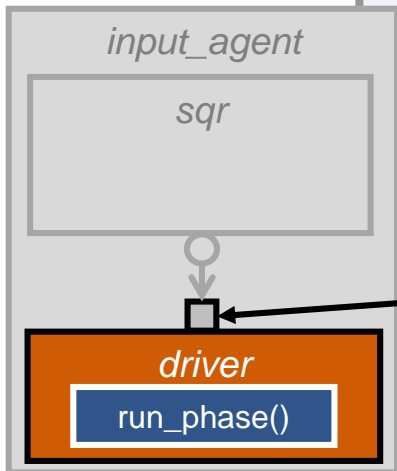 input_agent
sqr
driver
run_phase()